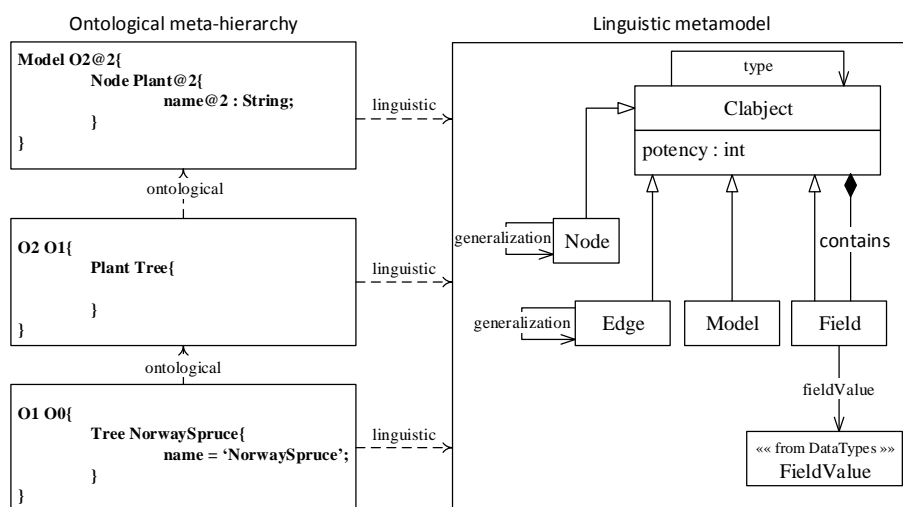 Ontological meta-hierarchy
Model O2@2{
Node Plant@2{
name@2 : String;
}
}
ontological
O2 O1{
Plant Tree{
}
}
ontological
O1 O0{
Tree NorwaySpruce{
name = ‘NorwaySpruce’;
}
}
linguistic
linguistic
linguistic
Linguistic metamodel
type
Clabject
potency : int
generalization
Node
contains
generalization
Edge
Model
Field
fieldValue
«« from DataTypes »»
FieldValue